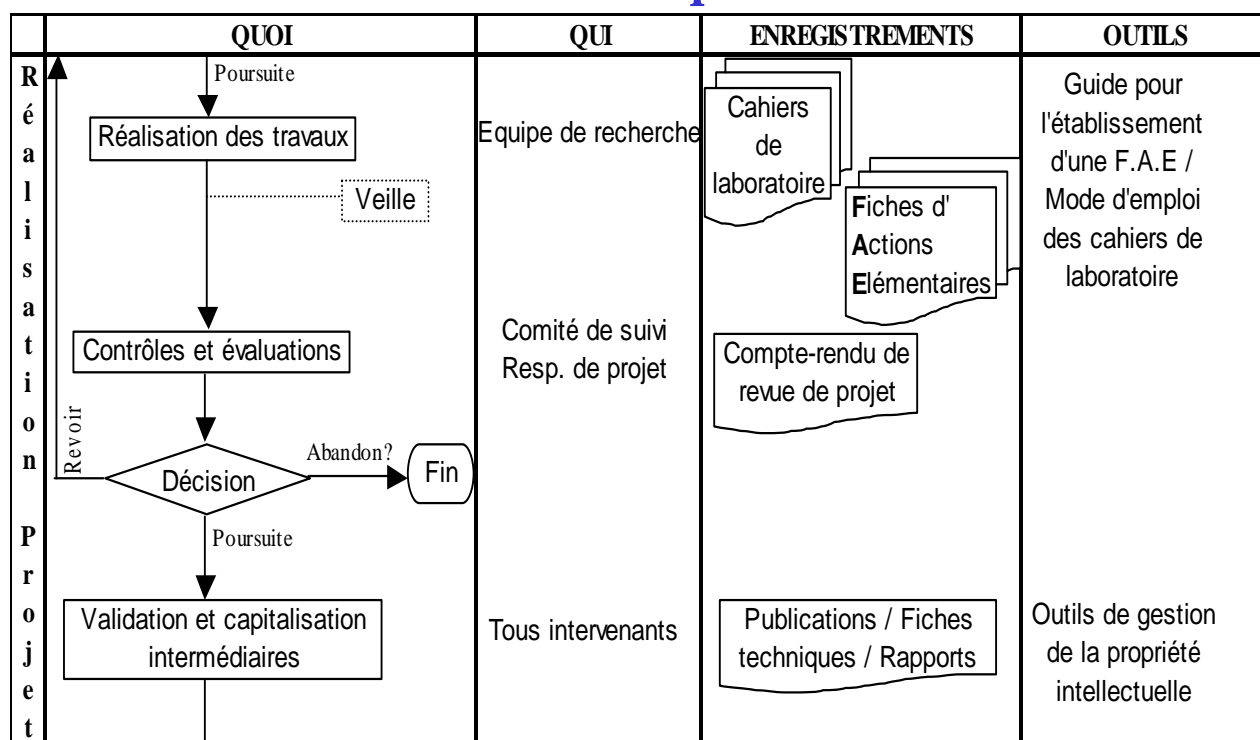 QUOI
QUI
ENREGISTREMENTS
OUTILS
Réalisation Projet
Poursuite
Réalisation des travaux
Veille
Contrôles et évaluations
Revoir
Décision
Abandon?
Fin
Poursuite
Validation et capitalisation
intermédiaires
Equipe de recherche
Comité de suivi
Resp. de projet
Tous intervenants
Cahiers
de
laboratoire
Fiches d'
Actions
Elémentaires
Compte-rendu de
revue de projet
Publications / Fiches
techniques / Rapports
Guide pour
l'établissement
d'une F.A.E /
Mode d'emploi
des cahiers de
laboratoire
Outils de gestion
de la propriété
intellectuelle